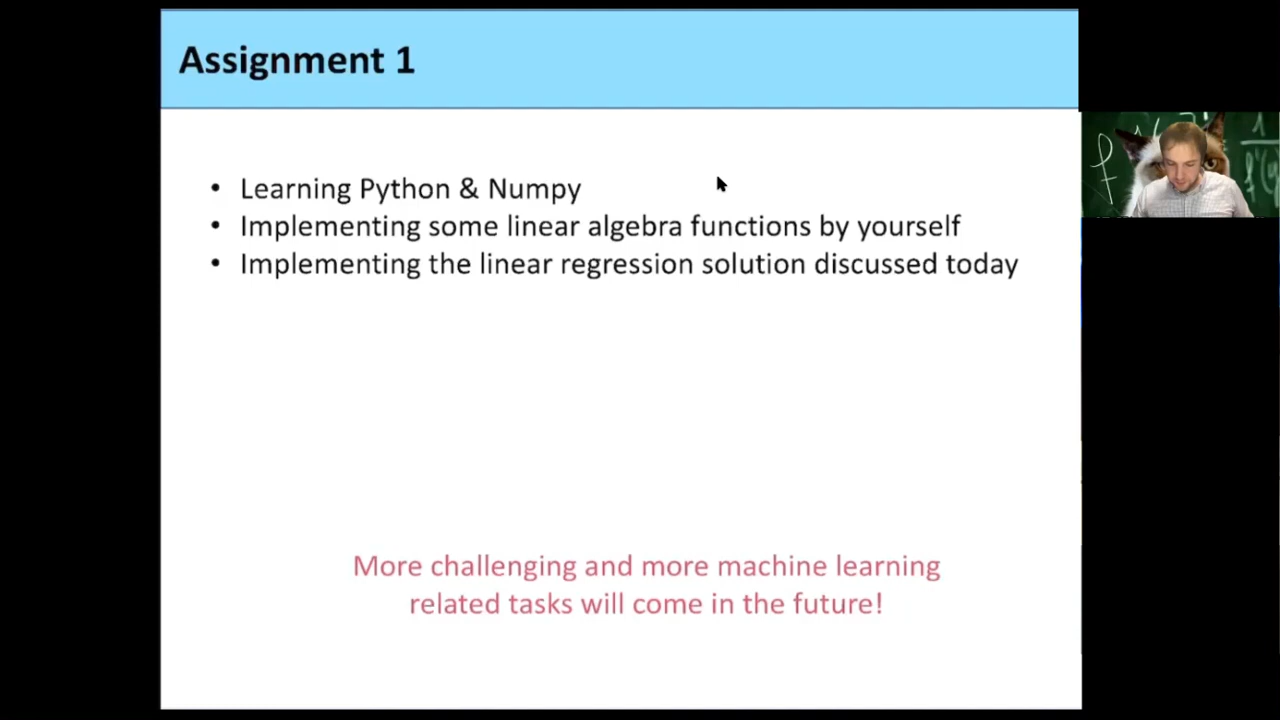 Assignment 1
• Learning Python & Numpy
• Implementing some linear algebra functions by yourself
• Implementing the linear regression solution discussed today
More challenging and more machine learning
related tasks will come in the future!